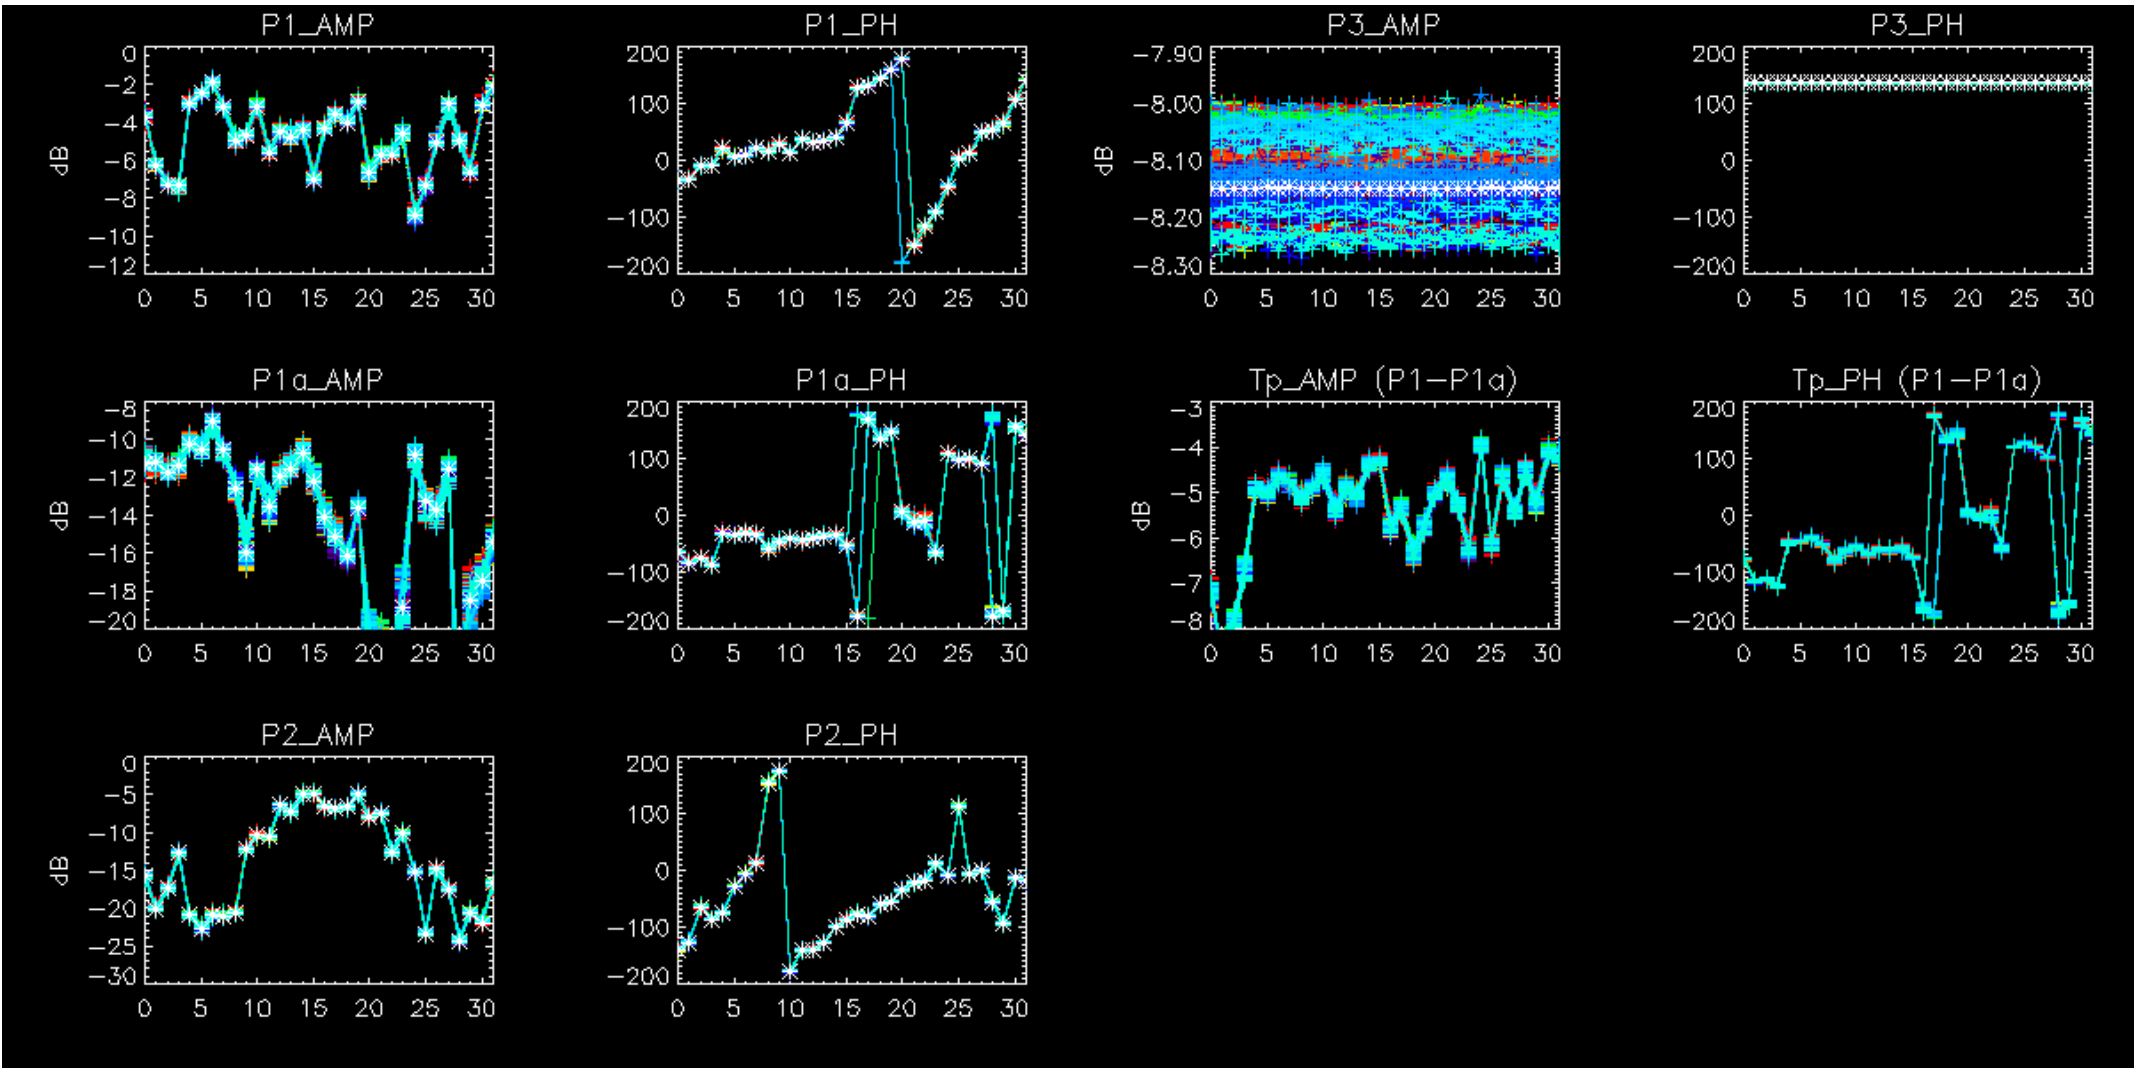 P1_AMP
dB
0
-2
-4
-6
-8
-10
-12
0 5 10 15 20 25 30
P1_PH
200
100
0
-100
-200
0 5 10 15 20 25 30
P3_AMP
dB
-7.90
-8.00
-8.10
-8.20
-8.30
0 5 10 15 20 25 30
P3_PH
200
100
0
-100
-200
0 5 10 15 20 25 30
P1a_AMP
dB
-8
-10
-12
-14
-16
-18
-20
0 5 10 15 20 25 30
P1a_PH
200
100
0
-100
-200
0 5 10 15 20 25 30
Tp_AMP (P1-P1a)
dB
-3
-4
-5
-6
-7
-8
0 5 10 15 20 25 30
Tp_PH (P1-P1a)
200
100
0
-100
-200
0 5 10 15 20 25 30
P2_AMP
dB
0
-5
-10
-15
-20
-25
-30
0 5 10 15 20 25 30
P2_PH
200
100
0
-100
-200
0 5 10 15 20 25 30